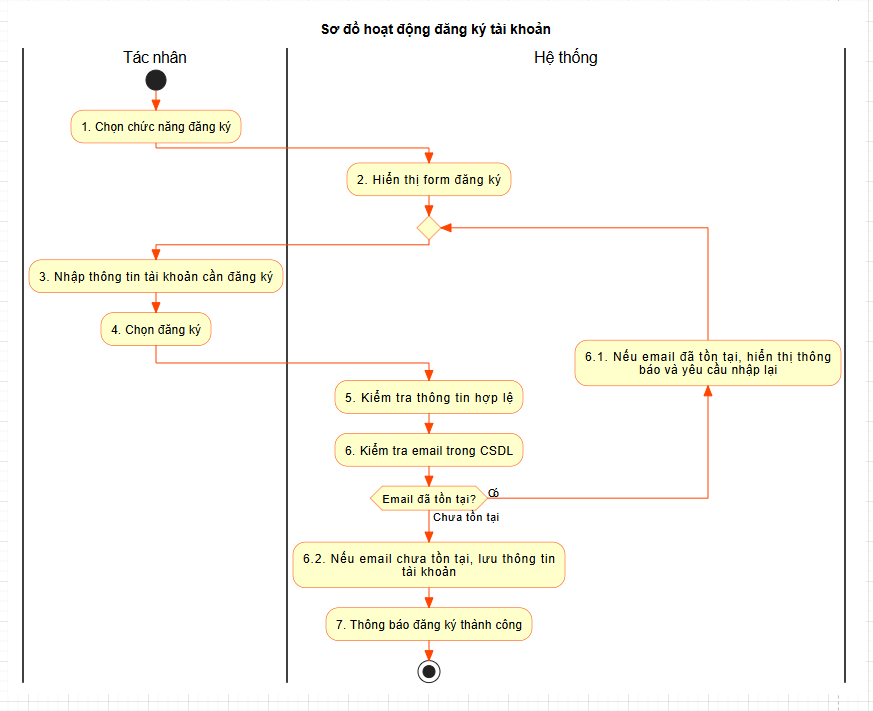 Sơ đồ hoạt động đăng ký tài khoản
Tác nhân
Hệ thống
1. Chọn chức năng đăng ký
2. Hiển thị form đăng ký
3. Nhập thông tin tài khoản cần đăng ký
4. Chọn đăng ký
6.1. Nếu email đã tồn tại, hiển thị thông
báo và yêu cầu nhập lại
5. Kiểm tra thông tin hợp lệ
6. Kiểm tra email trong CSDL
Email đã tồn tại?
Có
Chưa tồn tại
6.2. Nếu email chưa tồn tại, lưu thông tin
tài khoản
7. Thông báo đăng ký thành công